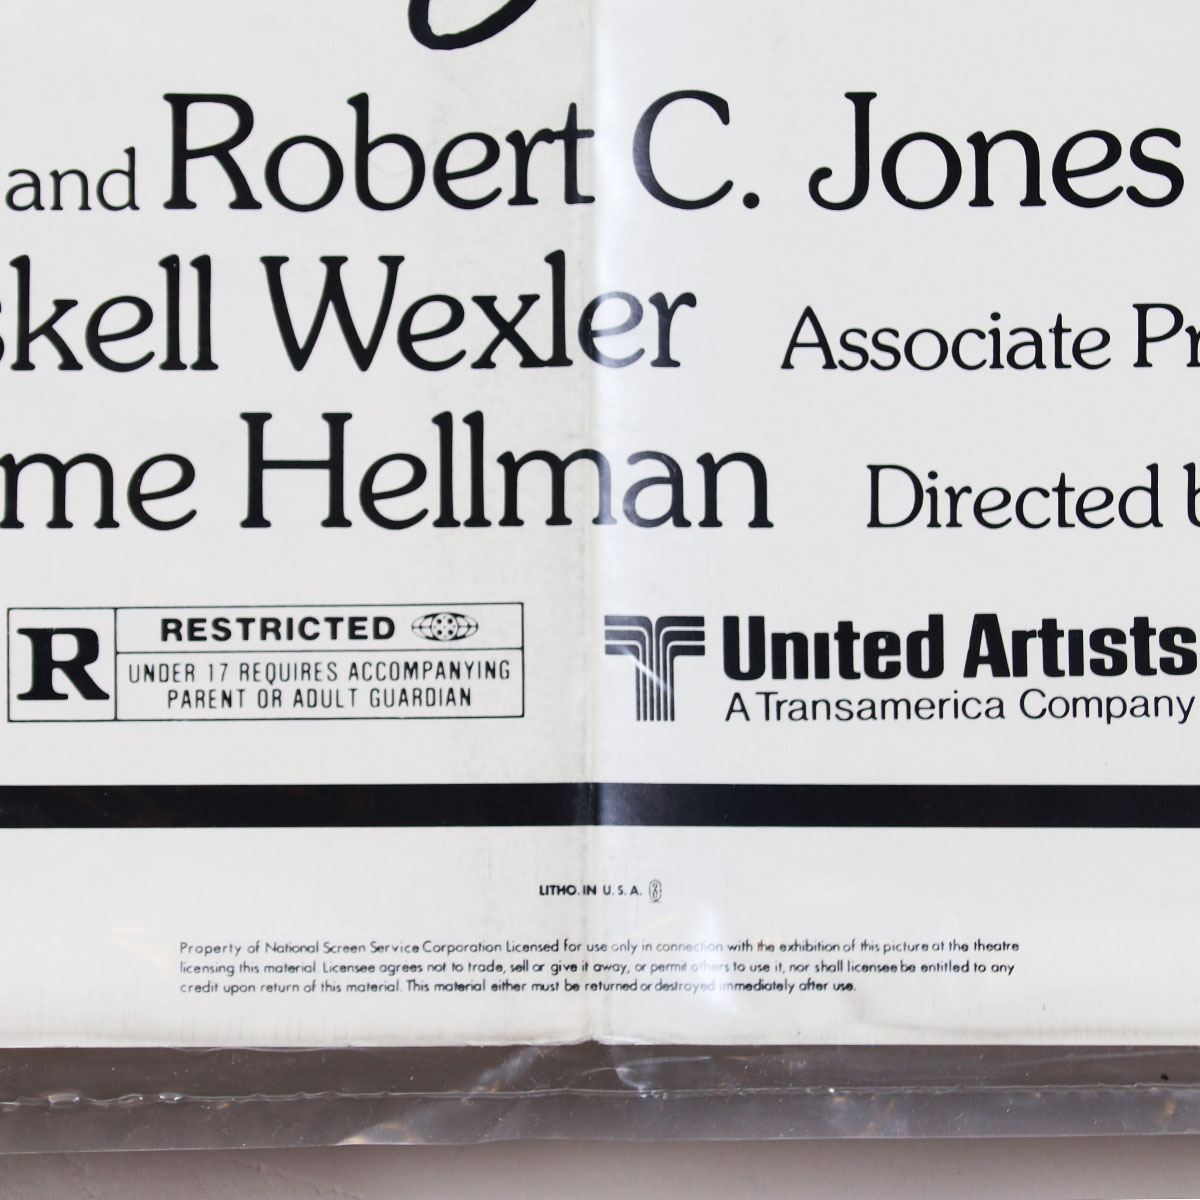 and Robert C. Jones
skell Wexler Associate Pr
me Hellman Directed b
R RESTRICTED
UNDER 17 REQUIRES ACCOMPANYING
PARENT OR ADULT GUARDIAN
United Artists
A Transamerica Company
LITHO. IN U. S. A.
Property of National Screen Service Corporation Licensed for use only in connection with the exhibition of this picture at the theatre
licensing this material. Licensee agrees not to trade, sell or give it away, or permit others to use it, nor shall licensee be entitled to any
credit upon return of this material. This material either must be returned or destroyed immediately after use.